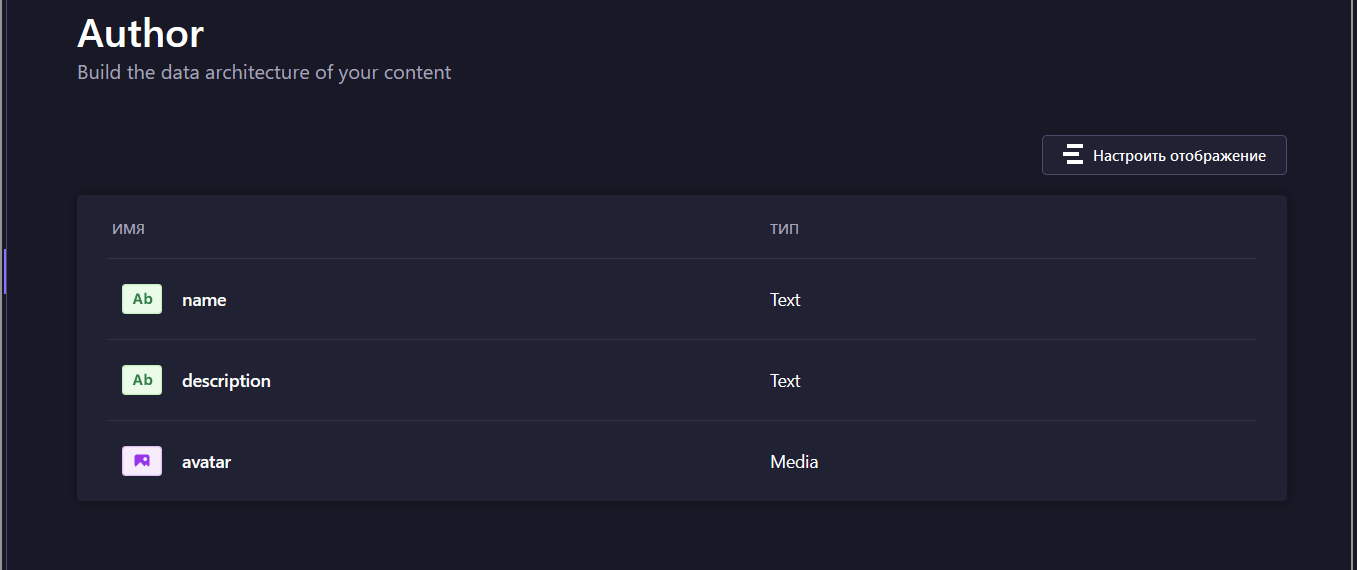 Author
Build the data architecture of your content
Настроить отображение
ИМЯ ТИП
Ab name Text
Ab description Text
avatar Media